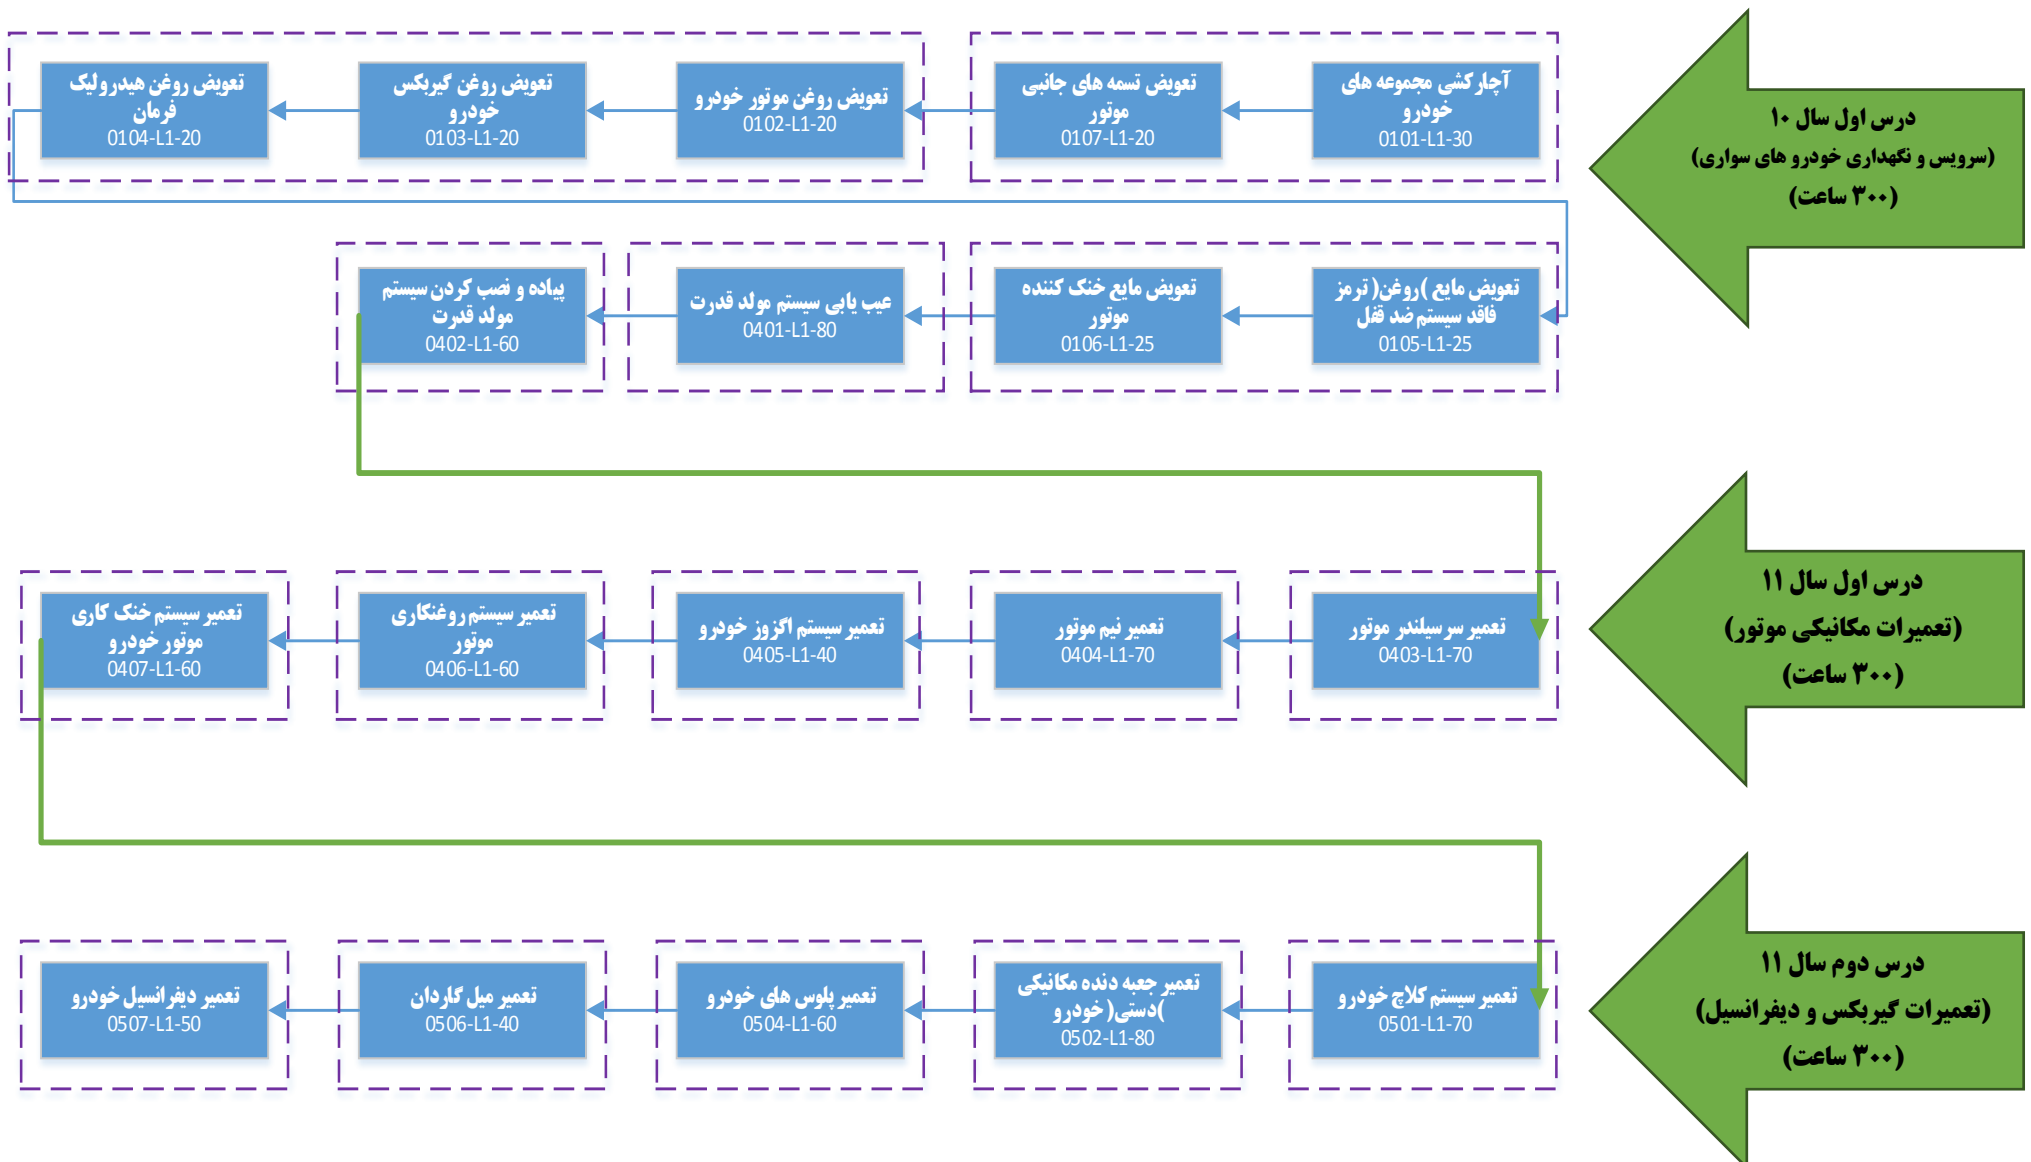 درس اول سال ۱۰
(سرویس و نگهداری خودرو های سواری)
(۳۰۰ ساعت)
آچارکشی مجموعه های
خودرو
0101-L1-30
تعویض تسمه های جانبی
موتور
0107-L1-20
تعویض روغن موتور خودرو
0102-L1-20
تعویض روغن گیربکس
خودرو
0103-L1-20
تعویض روغن هیدرولیک
فرمان
0104-L1-20
تعویض مایع )روغن( ترمز
فاقد سیستم ضد قفل
0105-L1-25
تعویض مایع خنک کننده
موتور
0106-L1-25
عیب یابی سیستم مولد قدرت
0401-L1-80
پیاده و نصب کردن سیستم
مولد قدرت
0402-L1-60
درس اول سال ۱۱
(تعمیرات مکانیکی موتور)
(۳۰۰ ساعت)
تعمیر سرسیلندر موتور
0403-L1-70
تعمیر نیم موتور
0404-L1-70
تعمیر سیستم اگزوز خودرو
0405-L1-40
تعمیر سیستم روغنکاری
موتور
0406-L1-60
تعمیر سیستم خنک کاری
موتور خودرو
0407-L1-60
درس دوم سال ۱۱
(تعمیرات گیربکس و دیفرانسیل)
(۳۰۰ ساعت)
تعمیر سیستم کلاچ خودرو
0501-L1-70
تعمیر جعبه دنده مکانیکی
)دستی( خودرو
0502-L1-80
تعمیر پلوس های خودرو
0504-L1-60
تعمیر میل گاردان
0506-L1-40
تعمیر دیفرانسیل خودرو
0507-L1-50